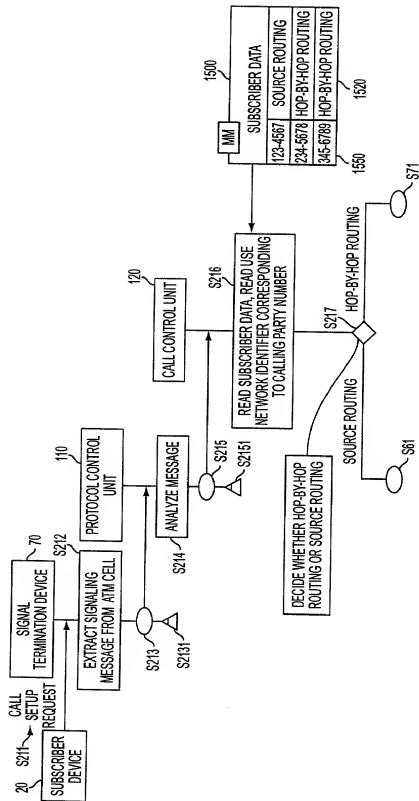 CALL
S211
SETUP
REQUEST
20
SUBSCRIBER
DEVICE
70
SIGNAL
TERMINATION DEVICE
S212
EXTRACT SIGNALING
MESSAGE FROM ATM CELL
S213
S2131
110
PROTOCOL CONTROL
UNIT
ANALYZE MESSAGE
S214
S215
S2151
120
CALL CONTROL UNIT
S216
READ SUBSCRIBER DATA, READ USE
NETWORK IDENTIFIER CORRESPONDING
TO CALLING PARTY NUMBER
MM
1500
SUBSCRIBER DATA
123-4567 SOURCE ROUTING
234-5678 HOP-BY-HOP ROUTING
345-6789 HOP-BY-HOP ROUTING
1550
1520
DECIDE WHETHER HOP-BY-HOP
ROUTING OR SOURCE ROUTING
S217
SOURCE ROUTING
HOP-BY-HOP ROUTING
S61
S71